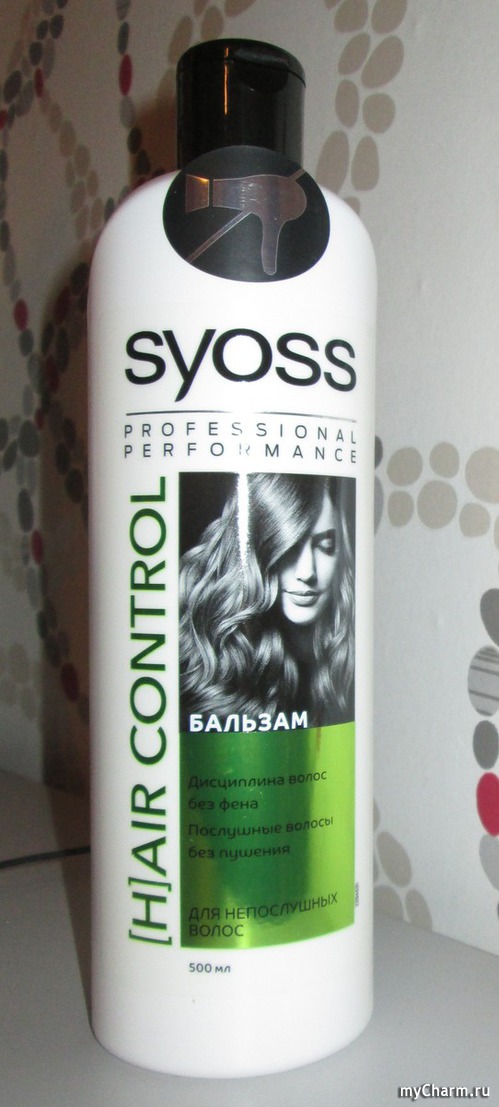 syoss
PROFESSIONAL
PERFORMANCE
[H]AIR CONTROL
БАЛЬЗАМ
Дисциплина волос
без фена
Послушные волосы
без пушения
ДЛЯ НЕПОСЛУШНЫХ
ВОЛОС
500 мл
myCharm.ru